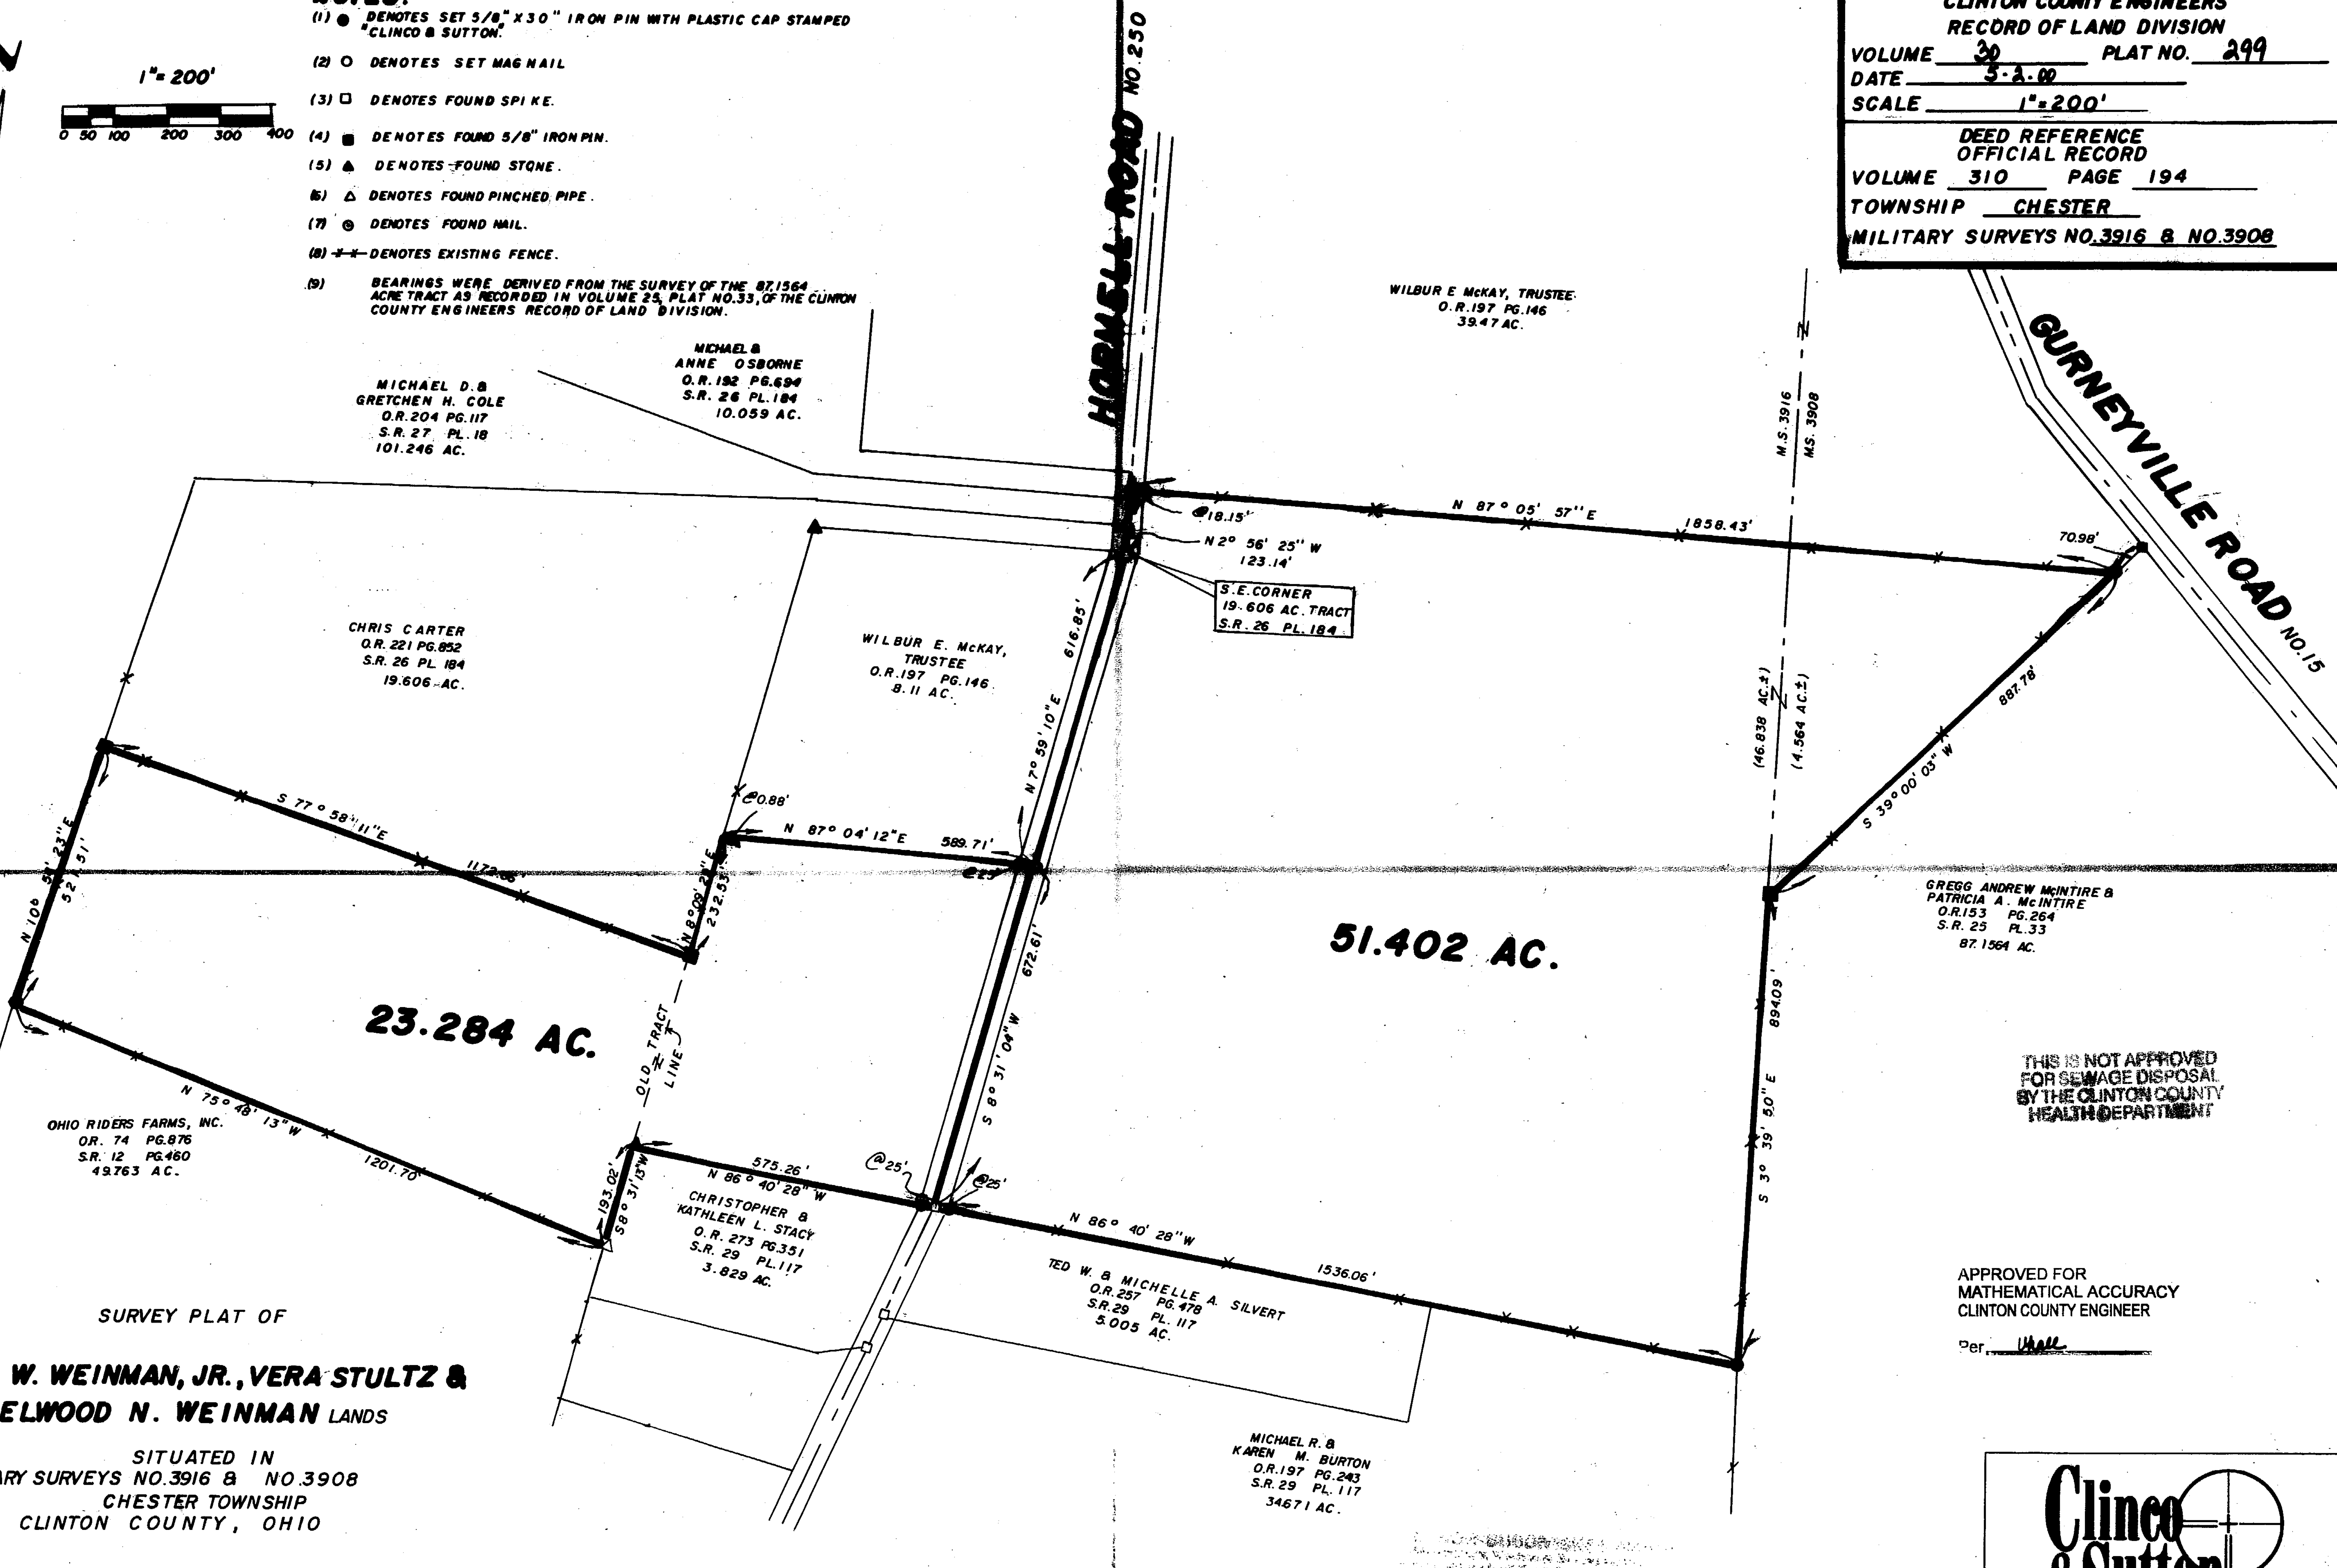 1"= 200'
0 50 100 200 300 400
NOTES:
(1) DENOTES SET 5/8" X 30" IRON PIN WITH PLASTIC CAP STAMPED
"CLINCO & SUTTON."
(2) DENOTES SET MAG NAIL
(3) DENOTES FOUND SPIKE.
(4) DENOTES FOUND 5/8" IRON PIN.
(5) DENOTES FOUND STONE.
(6) DENOTES FOUND PINCHED PIPE.
(7) DENOTES FOUND NAIL.
(8) DENOTES EXISTING FENCE.
(9) BEARINGS WERE DERIVED FROM THE SURVEY OF THE 87.1564
ACRE TRACT AS RECORDED IN VOLUME 25, PLAT NO.33, OF THE CLINTON
COUNTY ENGINEERS RECORD OF LAND DIVISION.
CLINTON COUNTY ENGINEERS
RECORD OF LAND DIVISION
VOLUME 30 PLAT NO. 299
DATE 5-2-00
SCALE 1"=200'
DEED REFERENCE
OFFICIAL RECORD
VOLUME 310 PAGE 194
TOWNSHIP CHESTER
MILITARY SURVEYS NO.3916 & NO.3908
HORMELL ROAD NO.250
GURNEYVILLE ROAD NO.15
WILBUR E McKAY, TRUSTEE
O.R.197 PG.146
39.47 AC.
M.S. 3916
M.S. 3908
MICHAEL &
ANNE OSBORNE
O.R.192 PG.694
S.R. 26 PL.184
10.059 AC.
MICHAEL D. &
GRETCHEN H. COLE
O.R.204 PG.117
S.R. 27 PL.18
101.246 AC.
@18.15'
N 87° 05' 57" E
1858.43'
70.98'
N 2° 56' 25" W
123.14'
S.E. CORNER
19.606 AC. TRACT
S.R. 26 PL. 184
616.85'
N 7° 59' 10" E
CHRIS CARTER
O.R. 221 PG.852
S.R. 26 PL 184
19.606 AC.
WILBUR E. McKAY,
TRUSTEE
O.R.197 PG.146
8.11 AC.
(46.838 AC.±)
(4.564 AC.±)
887.78'
S 39° 00' 03" W
S 77° 58' 11" E
@0.88'
N 87° 04' 12" E
589.71'
@25'
521.51'
232.53'
672.61'
S 8° 31' 04" W
51.402 AC.
23.284 AC.
GREGG ANDREW McINTIRE &
PATRICIA A. McINTIRE
O.R.153 PG.264
S.R. 25 PL.33
87.1564 AC.
894.09'
S 3° 39' 50" E
OLD TRACT
LINE
THIS IS NOT APPROVED
FOR SEWAGE DISPOSAL
BY THE CLINTON COUNTY
HEALTH DEPARTMENT
N 75° 48' 13" W
1201.70'
OHIO RIDERS FARMS, INC.
OR. 74 PG.876
S.R. 12 PG.460
49.763 AC.
193.02'
S 8° 31' 13" W
575.26'
N 86° 40' 28" W
@25'
@25'
N 86° 40' 28" W
1536.06'
CHRISTOPHER &
KATHLEEN L. STACY
O.R. 273 PG.351
S.R. 29 PL.117
3.829 AC.
TED W. & MICHELLE A. SILVERT
O.R.257 PG.478
S.R.29 PL. 117
5.005 AC.
APPROVED FOR
MATHEMATICAL ACCURACY
CLINTON COUNTY ENGINEER
Per.
MICHAEL R. &
KAREN M. BURTON
O.R.197 PG.243
S.R. 29 PL. 117
34.671 AC.
SURVEY PLAT OF
W. WEINMAN, JR., VERA STULTZ &
ELWOOD N. WEINMAN LANDS
SITUATED IN
ARY SURVEYS NO.3916 & NO.3908
CHESTER TOWNSHIP
CLINTON COUNTY, OHIO
Clinco
& Sutton